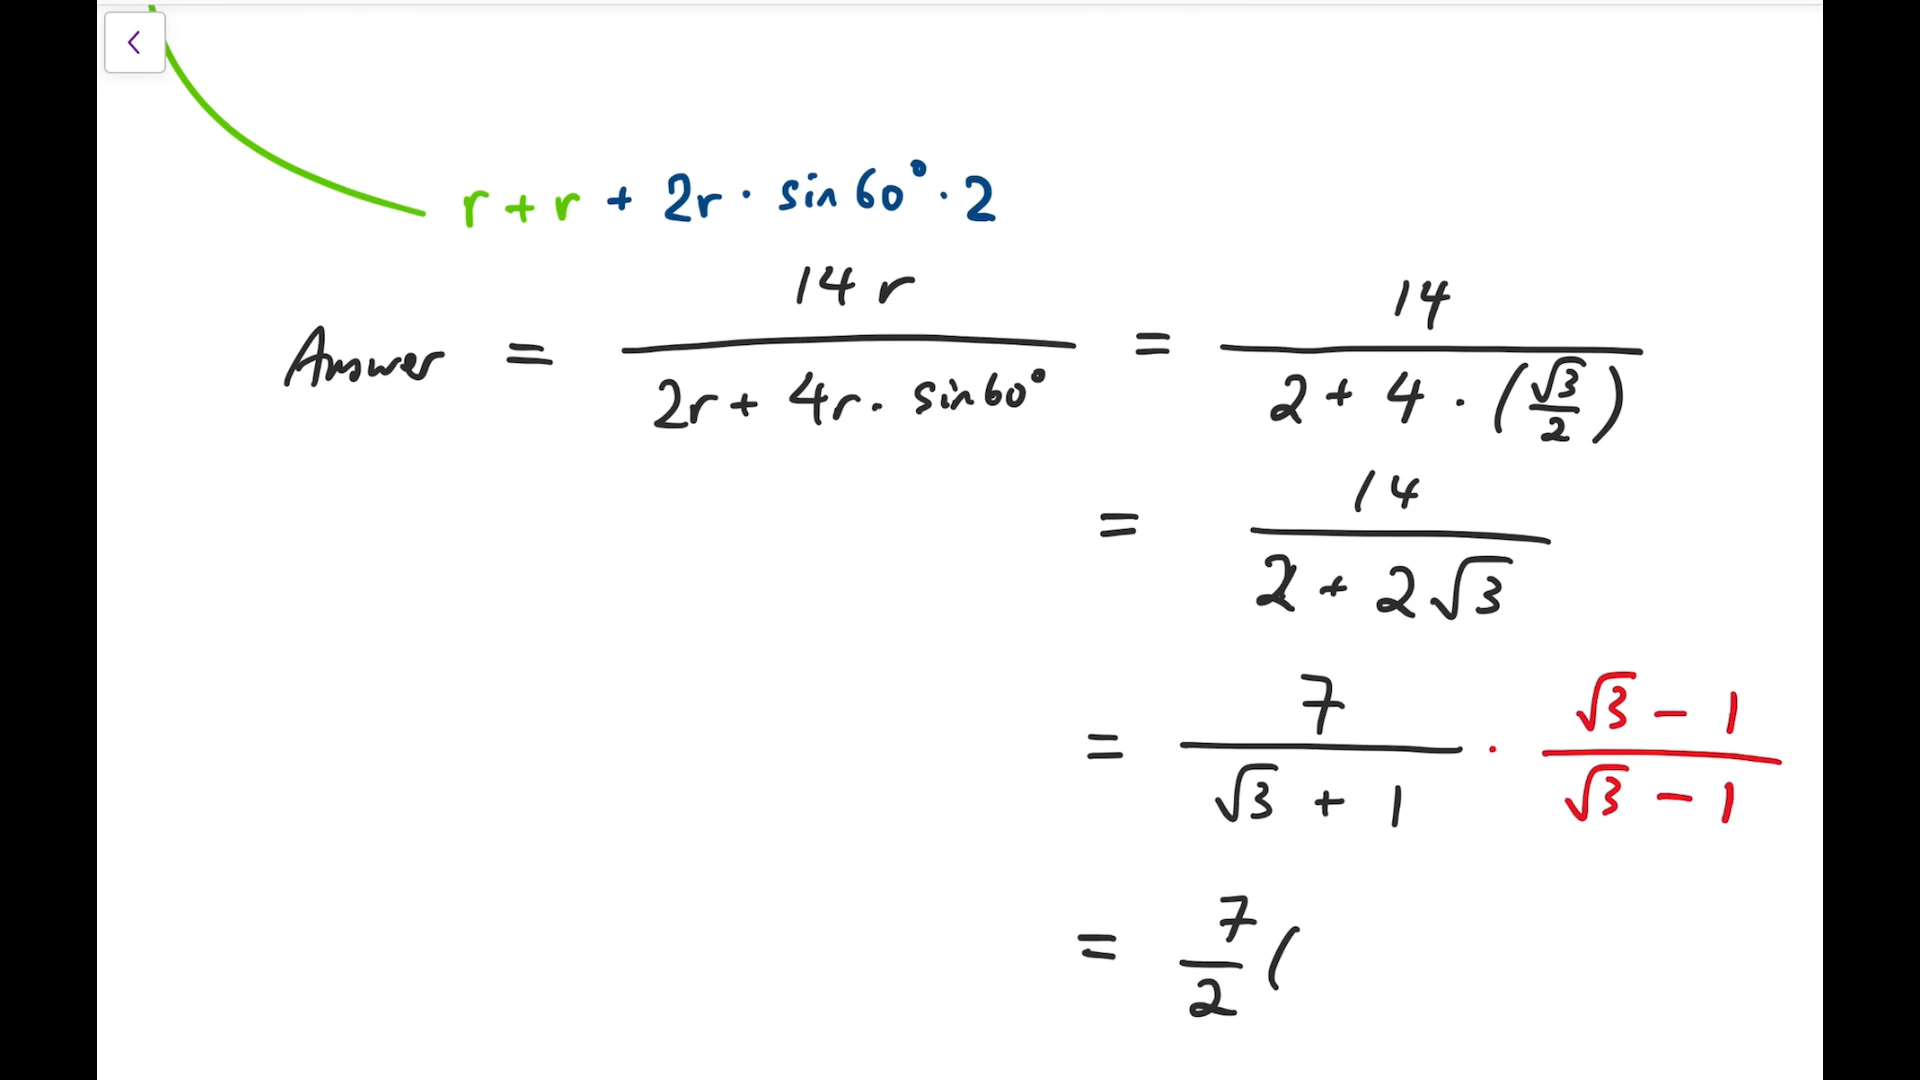 r + r + 2r · sin 60° · 2
Answer = 14 r / (2r + 4r · sin 60°) = 14 / (2 + 4 · (√3/2))
= 14 / (2 + 2√3)
= 7 / (√3 + 1) · (√3 − 1) / (√3 − 1)
= 7/2 (